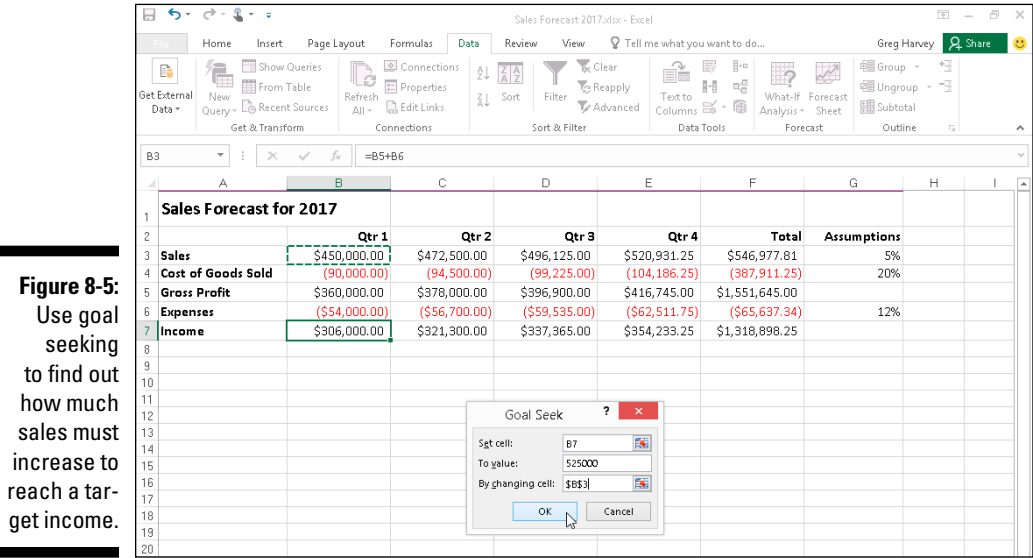 Sales Forecast 2017.xlsx - Excel
File Home Insert Page Layout Formulas Data Review View Tell me what you want to do... Greg Harvey Share
Get External Data
New Query
Show Queries
From Table
Recent Sources
Get & Transform
Refresh All
Connections
Properties
Edit Links
Connections
Sort
Filter
Clear
Reapply
Advanced
Sort & Filter
Text to Columns
Data Tools
What-If Analysis
Forecast Sheet
Forecast
Group
Ungroup
Subtotal
Outline
B3 fx =B5+B6
A B C D E F G H I
1 Sales Forecast for 2017
2 Qtr 1 Qtr 2 Qtr 3 Qtr 4 Total Assumptions
3 Sales $450,000.00 $472,500.00 $496,125.00 $520,931.25 $546,977.81 5%
4 Cost of Goods Sold (90,000.00) (94,500.00) (99,225.00) (104,186.25) (387,911.25) 20%
5 Gross Profit $360,000.00 $378,000.00 $396,900.00 $416,745.00 $1,551,645.00
6 Expenses ($54,000.00) ($56,700.00) ($59,535.00) ($62,511.75) ($65,637.34) 12%
7 Income $306,000.00 $321,300.00 $337,365.00 $354,233.25 $1,318,898.25
8
9
10
11
12
13
14
15
16
17
18
19
20
Goal Seek ?
Set cell: B7
To value: 525000
By changing cell: $B$3
OK Cancel
Figure 8-5:
Use goal
seeking
to find out
how much
sales must
increase to
reach a tar-
get income.